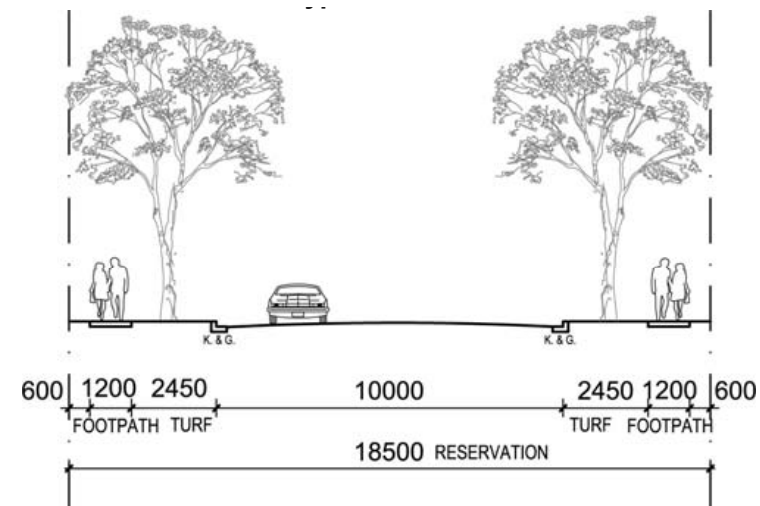 K. & G. K. & G.
600 1200 2450 10000 2450 1200 600
FOOTPATH TURF TURF FOOTPATH
18500 RESERVATION